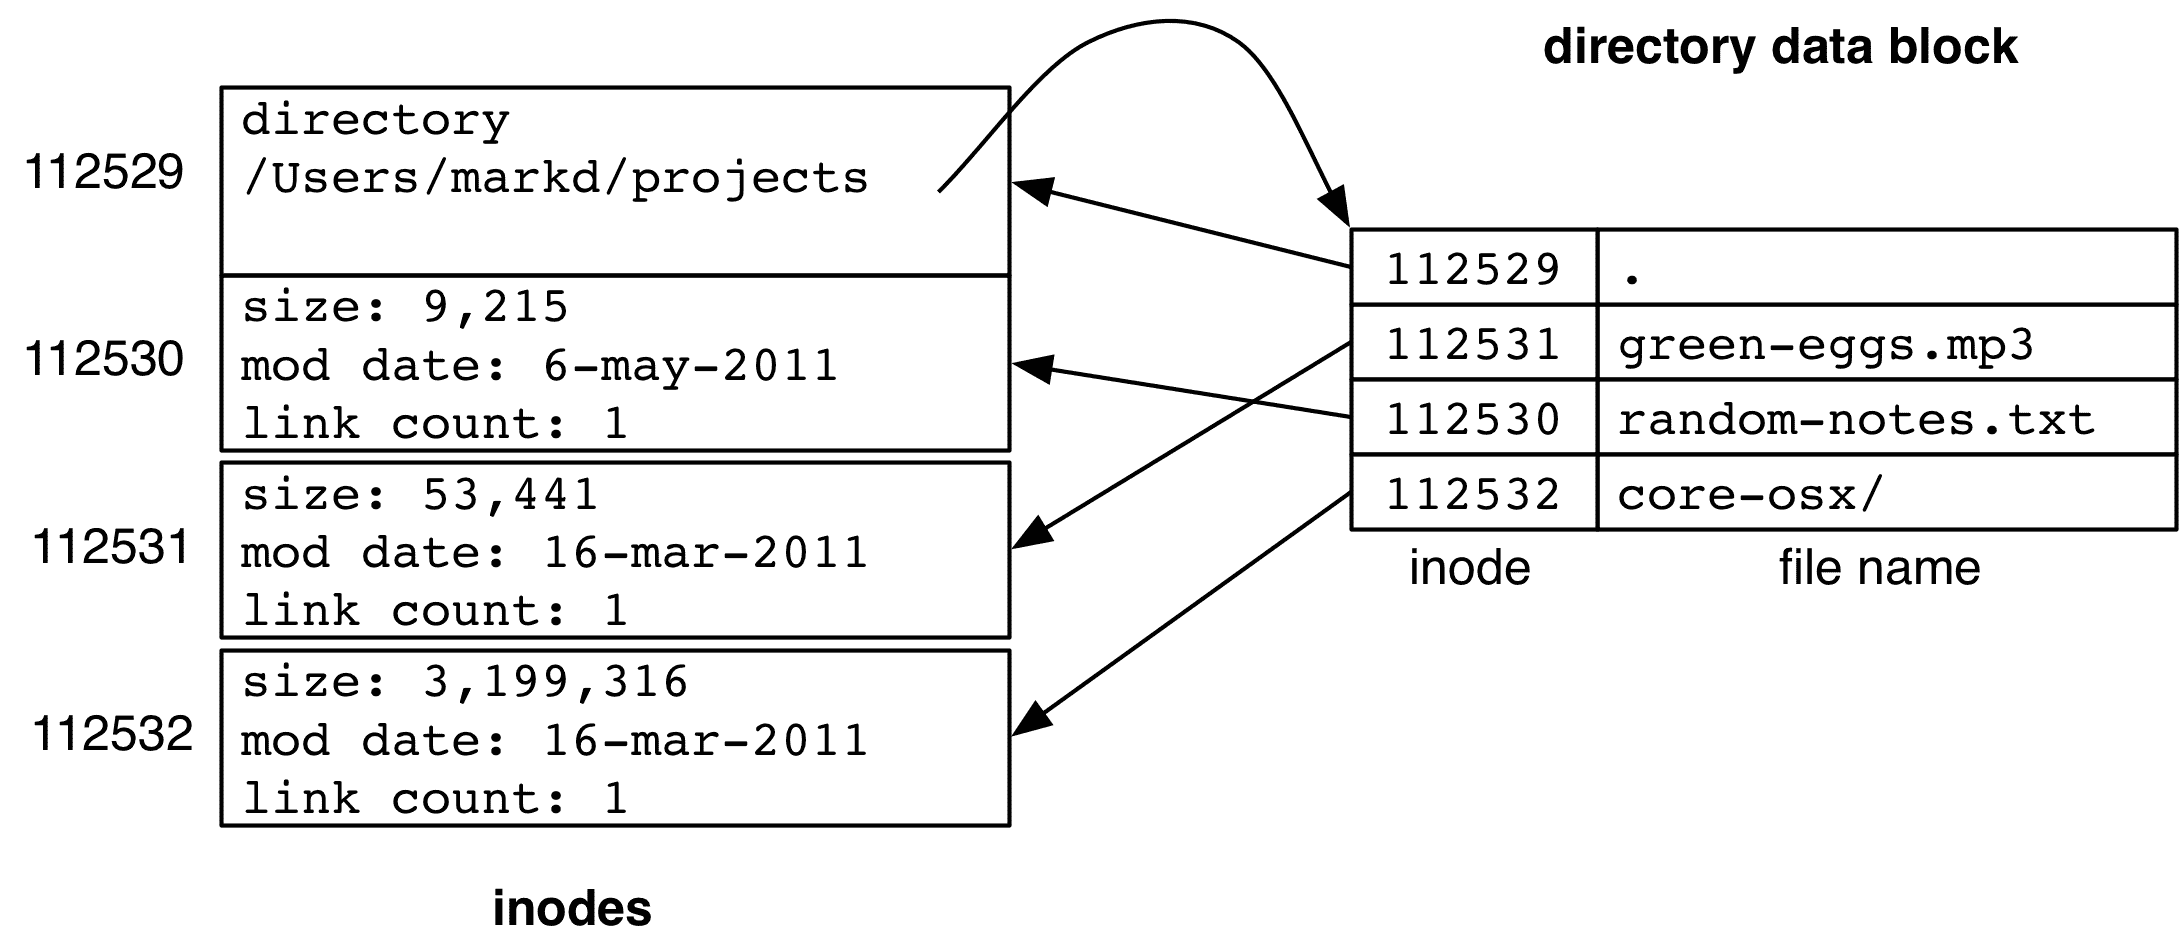 directory data block
112529
directory
/Users/markd/projects
112530
size: 9,215
mod date: 6-may-2011
link count: 1
112531
size: 53,441
mod date: 16-mar-2011
link count: 1
112532
size: 3,199,316
mod date: 16-mar-2011
link count: 1
inodes
112529 .
112531 green-eggs.mp3
112530 random-notes.txt
112532 core-osx/
inode file name